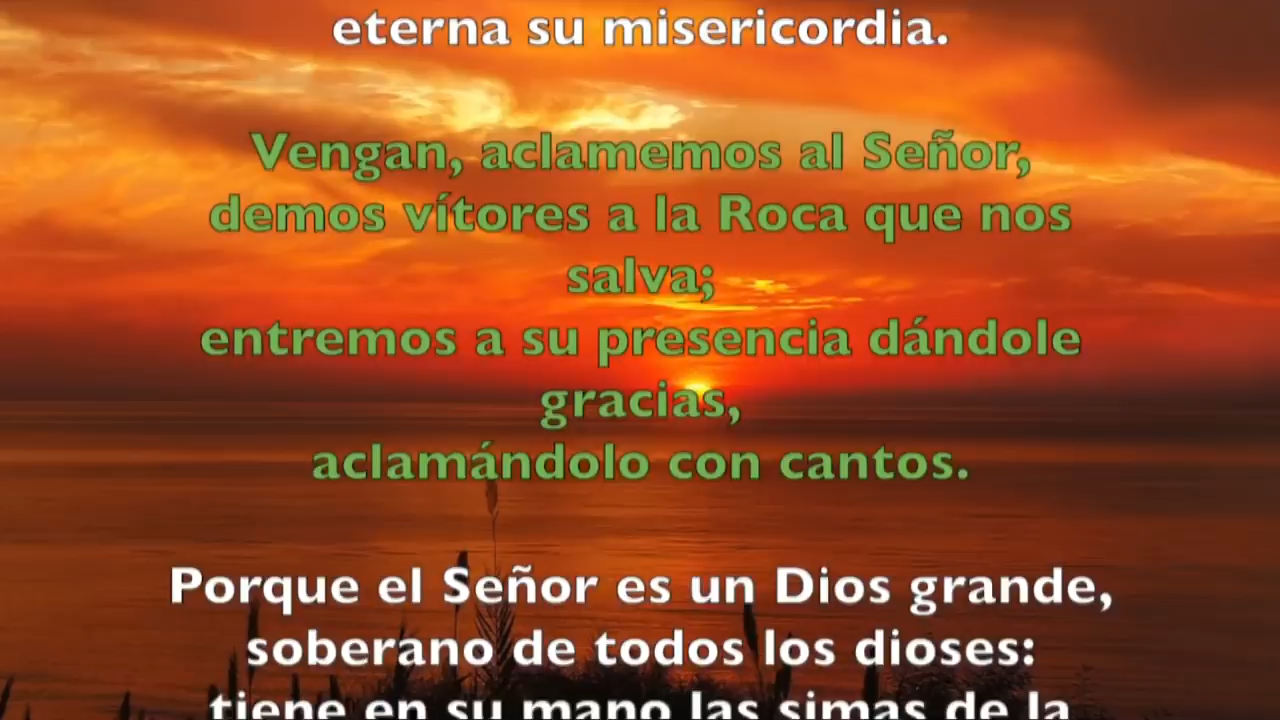 eterna su misericordia.
Vengan, aclamemos al Señor,
demos vítores a la Roca que nos
salva;
entremos a su presencia dándole
gracias,
aclamándolo con cantos.
Porque el Señor es un Dios grande,
soberano de todos los dioses:
tiene en su mano las simas de la